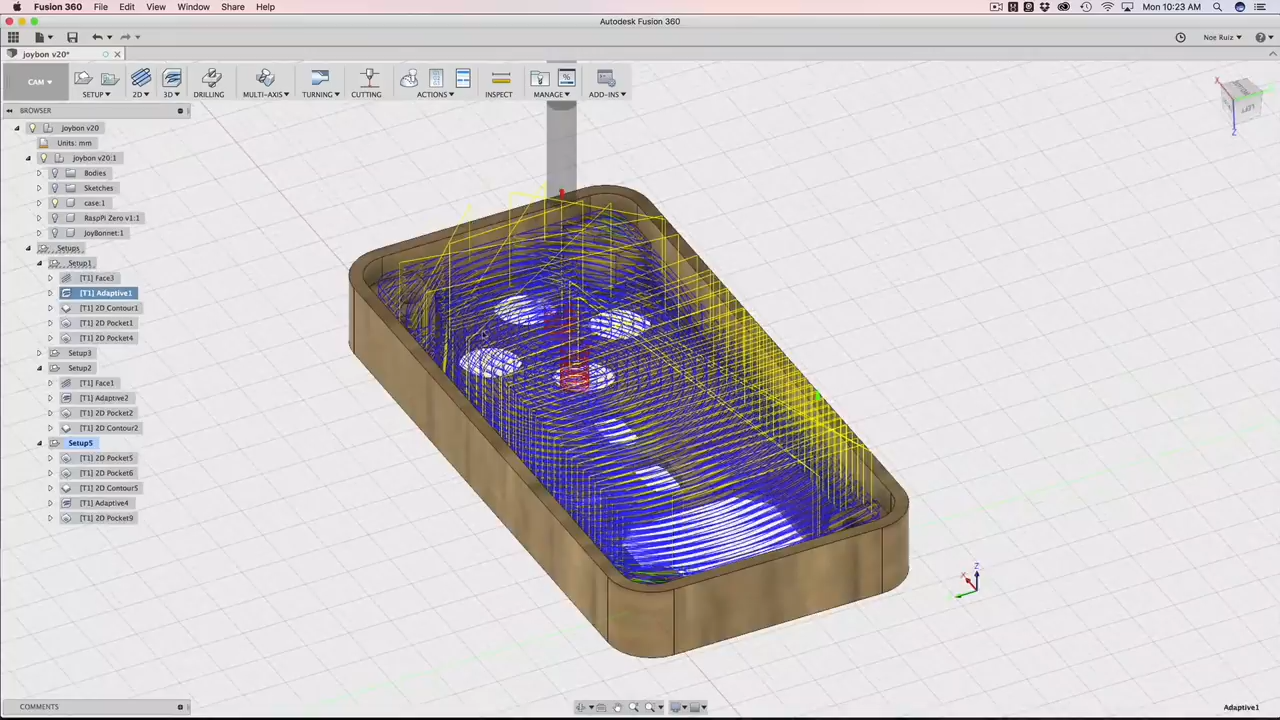 Fusion 360 File Edit View Window Share Help Mon 10:23 AM
Autodesk Fusion 360
Noe Ruiz
joybon v20*
CAM SETUP 2D 3D DRILLING MULTI-AXIS TURNING CUTTING ACTIONS INSPECT MANAGE ADD-INS
BROWSER
joybon v20
Units: mm
joybon v20:1
Bodies
Sketches
case:1
RaspPi Zero v1:1
JoyBonnet:1
Setups
Setup1
[T1] Face3
[T1] Adaptive1
[T1] 2D Contour1
[T1] 2D Pocket1
[T1] 2D Pocket4
Setup3
Setup2
[T1] Face1
[T1] Adaptive2
[T1] 2D Pocket2
[T1] 2D Contour2
Setup5
[T1] 2D Pocket5
[T1] 2D Pocket6
[T1] 2D Contour5
[T1] Adaptive4
[T1] 2D Pocket9
X
LEFT
Z
Z
X
Y
COMMENTS
Adaptive1